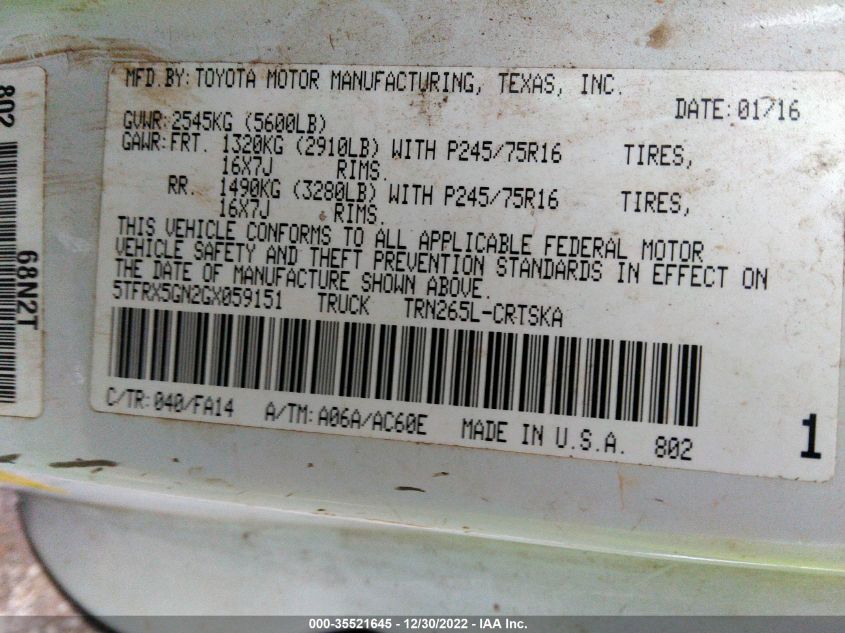 MFD.BY:TOYOTA MOTOR MANUFACTURING, TEXAS, INC.
DATE:01/16
GVWR:2545KG (5600LB)
GAWR:FRT. 1320KG (2910LB) WITH P245/75R16 TIRES,
16X7J RIMS.
RR. 1490KG (3280LB) WITH P245/75R16 TIRES,
16X7J RIMS.
THIS VEHICLE CONFORMS TO ALL APPLICABLE FEDERAL MOTOR
VEHICLE SAFETY AND THEFT PREVENTION STANDARDS IN EFFECT ON
THE DATE OF MANUFACTURE SHOWN ABOVE.
5TFRX5GN2GX059151 TRUCK TRN265L-CRTSKA
C/TR:040/FA14 A/TM:A06A/AC60E MADE IN U.S.A. 802
1
802
68N2T
000-35521645 - 12/30/2022 - IAA Inc.